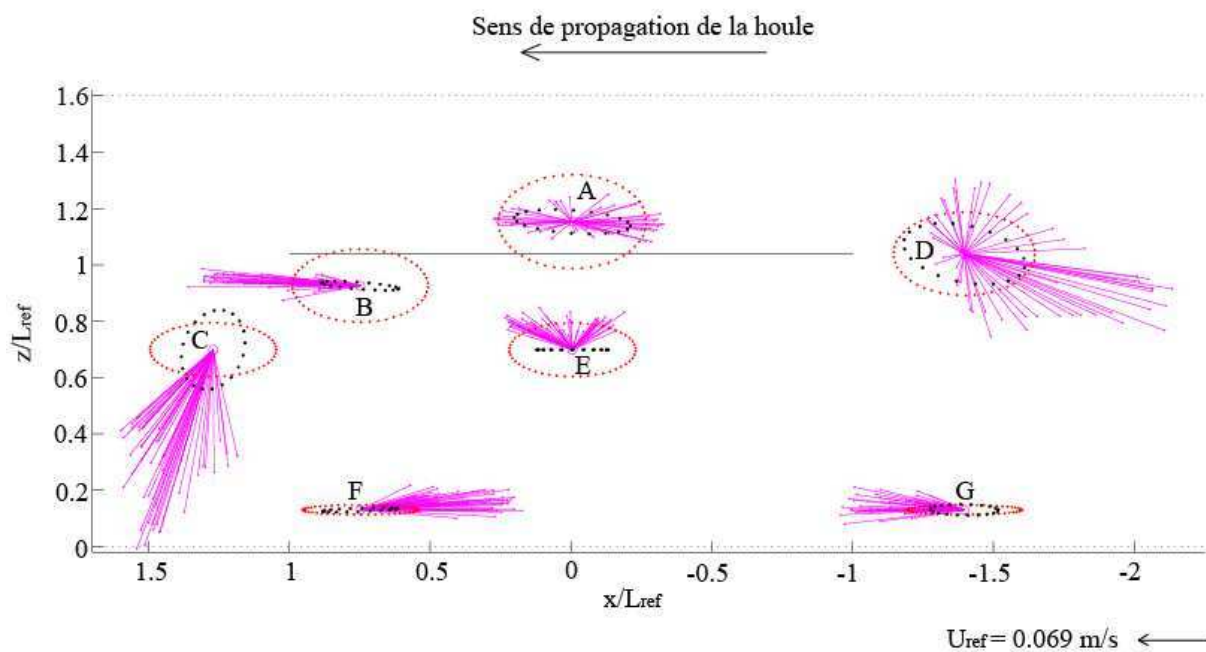 Sens de propagation de la houle
1.6
1.4
1.2
1
0.8
0.6
0.4
0.2
0
z/Lref
A
B
C
D
E
F
G
1.5 1 0.5 0 -0.5 -1 -1.5 -2
x/Lref
Uref = 0.069 m/s